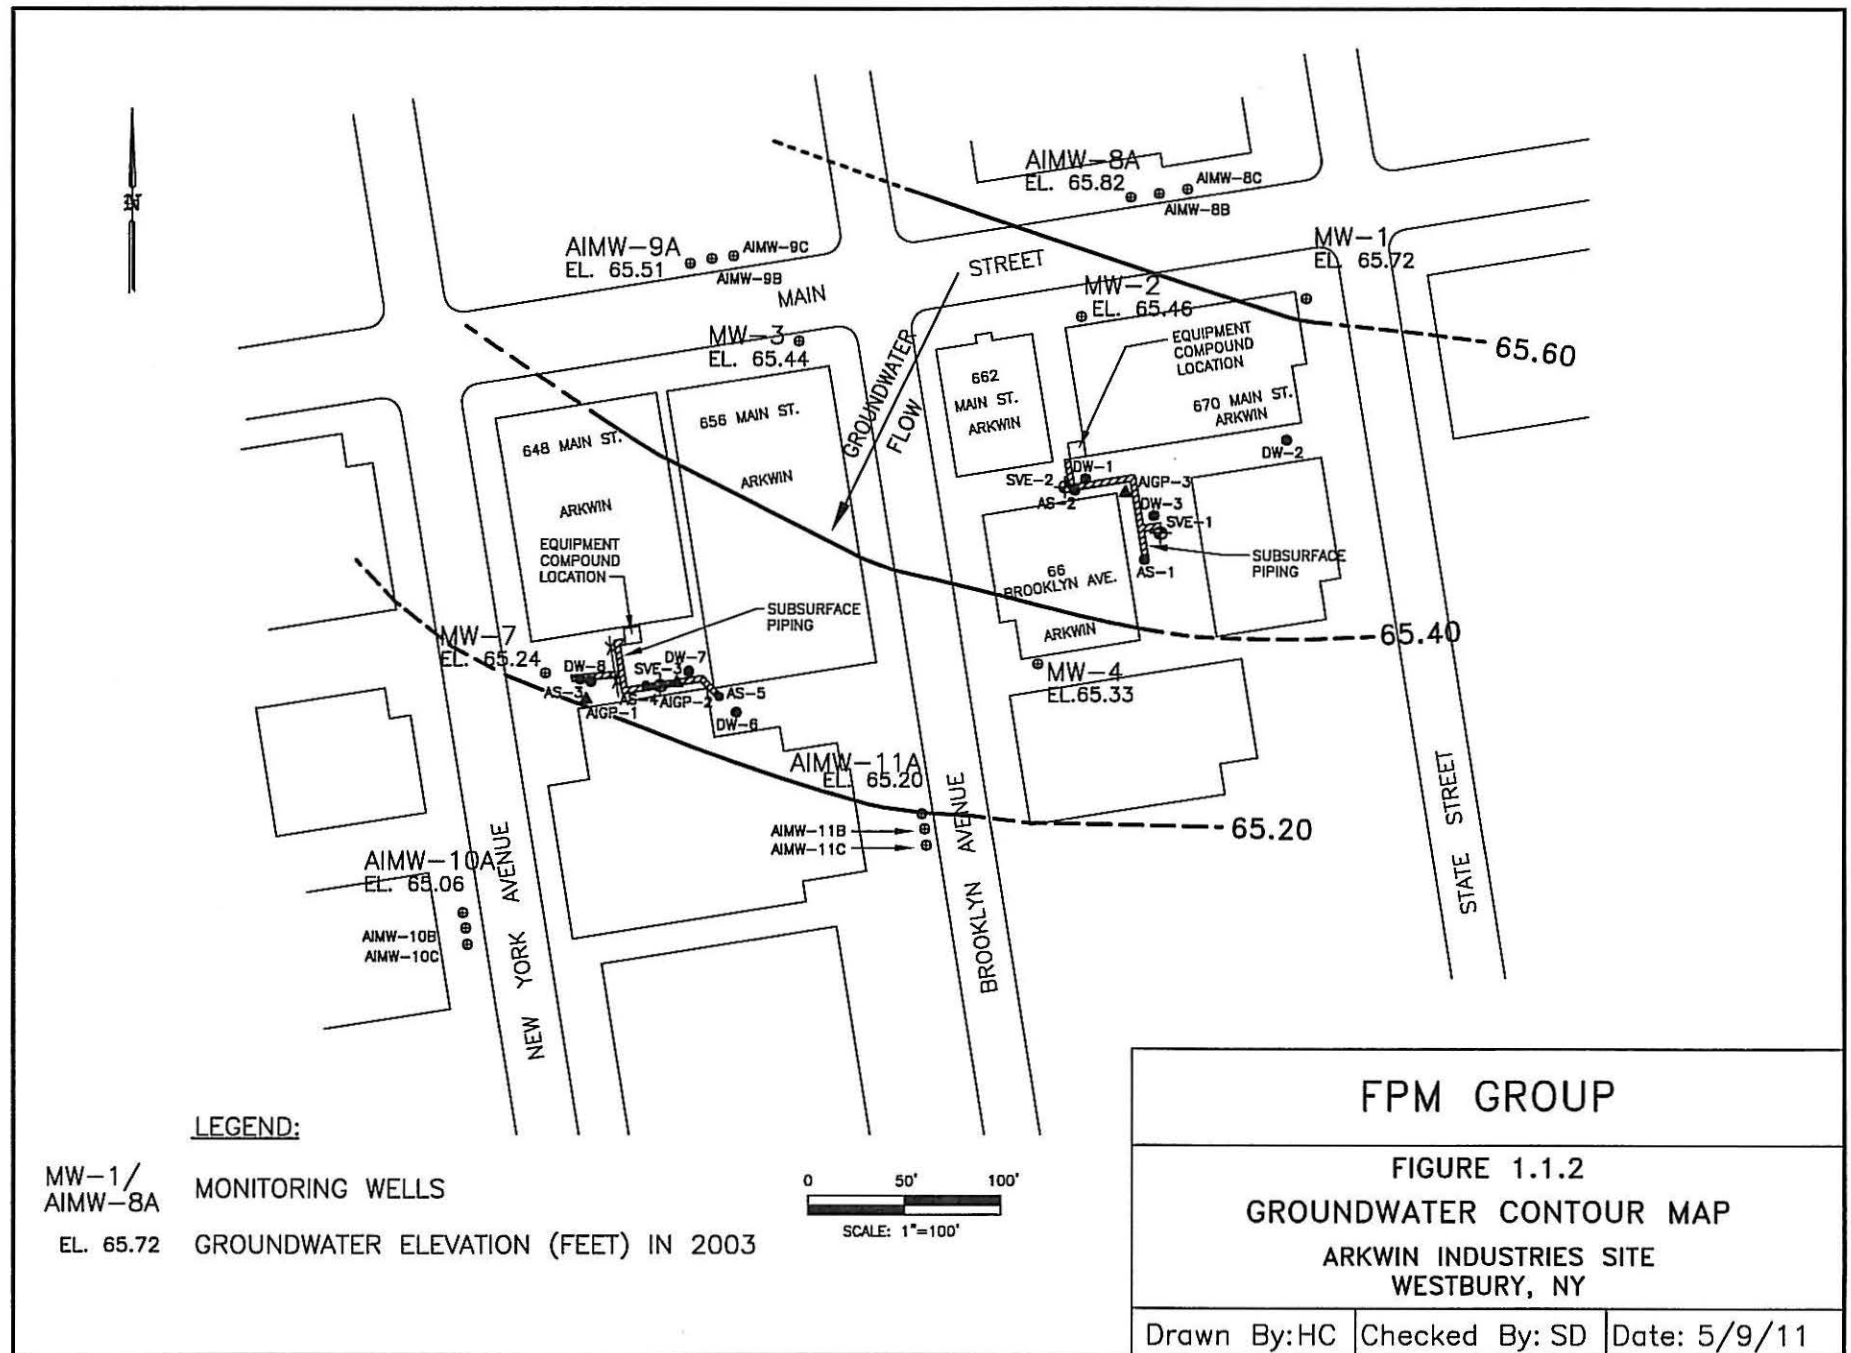 AIMW-8A
EL. 65.82
AIMW-8C
AIMW-8B
N
AIMW-9A
EL. 65.51
AIMW-9C
AIMW-9B
MAIN
STREET
MW-1
EL. 65.72
MW-2
EL. 65.46
MW-3
EL. 65.44
EQUIPMENT
COMPOUND
LOCATION
65.60
GROUNDWATER
FLOW
662
MAIN ST.
ARKWIN
670 MAIN ST.
ARKWIN
648 MAIN ST.
ARKWIN
656 MAIN ST.
ARKWIN
DW-2
DW-1
SVE-2
AS-2
AIGP-3
DW-3
SVE-1
AS-1
SUBSURFACE
PIPING
EQUIPMENT
COMPOUND
LOCATION
66
BROOKLYN AVE.
ARKWIN
SUBSURFACE
PIPING
65.40
MW-7
EL. 65.24
DW-8
SVE-3
DW-7
AS-3
AIGP-1
AS-4
AIGP-2
AS-5
DW-6
MW-4
EL.65.33
AIMW-11A
EL. 65.20
AIMW-11B
AIMW-11C
65.20
AIMW-10A
EL. 65.06
AIMW-10B
AIMW-10C
NEW YORK AVENUE
BROOKLYN AVENUE
STATE STREET
LEGEND:
MW-1/
AIMW-8A
MONITORING WELLS
EL. 65.72 GROUNDWATER ELEVATION (FEET) IN 2003
0 50' 100'
SCALE: 1"=100'
FPM GROUP
FIGURE 1.1.2
GROUNDWATER CONTOUR MAP
ARKWIN INDUSTRIES SITE
WESTBURY, NY
Drawn By:HC Checked By: SD Date: 5/9/11